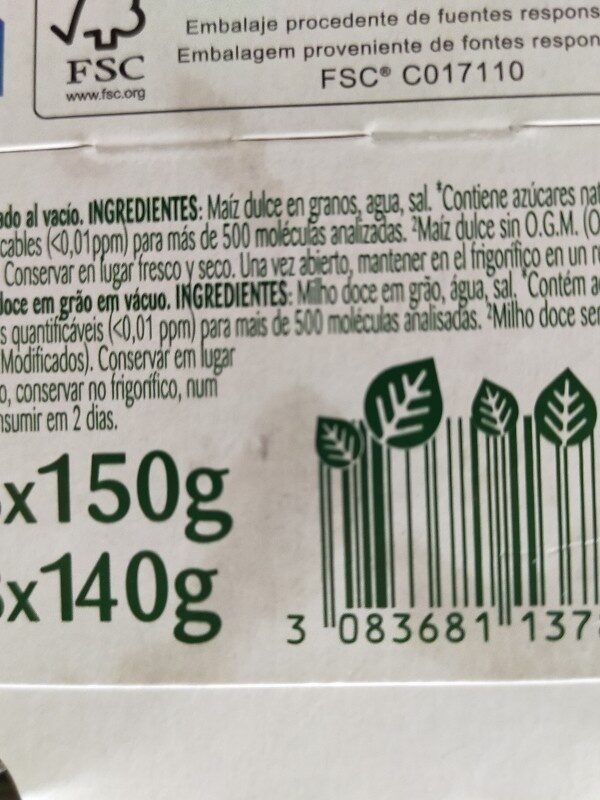 FSC
www.fsc.org
Embalaje procedente de fuentes respons
Embalagem proveniente de fontes respon
FSC® C017110
ado al vacío. INGREDIENTES: Maíz dulce en granos, agua, sal. *Contiene azúcares nat
cables (<0,01ppm) para más de 500 moléculas analizadas. ²Maíz dulce sin O.G.M. (O
Conservar en lugar fresco y seco. Una vez abierto, mantener en el frigorífico en un re
doce em grão em vácuo. INGREDIENTES: Milho doce em grão, água, sal. *Contém a
s quantificáveis (<0,01 ppm) para mais de 500 moléculas analisadas. ²Milho doce se
Modificados). Conservar em lugar
o, conservar no frigorífico, num
nsumir em 2 dias.
x150g
x140g
3 083681 137